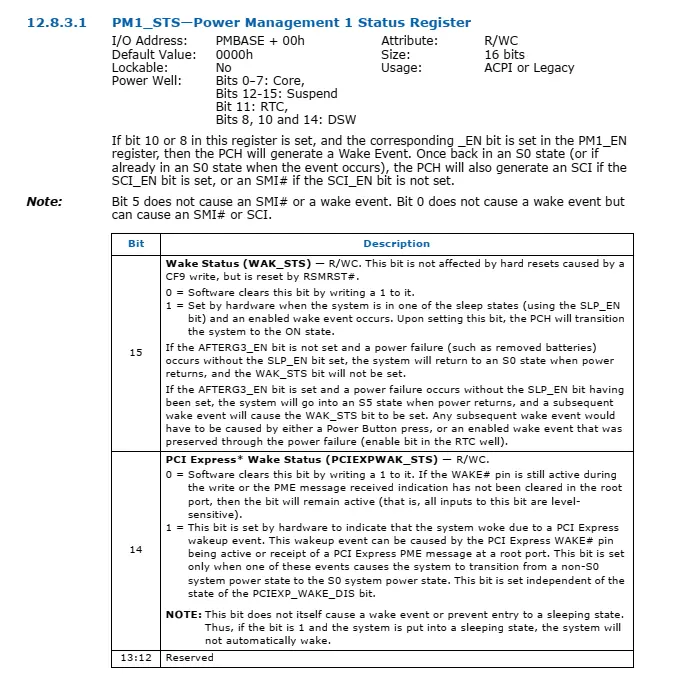 12.8.3.1 PM1_STS—Power Management 1 Status Register
I/O Address: PMBASE + 00h Attribute: R/WC
Default Value: 0000h Size: 16 bits
Lockable: No Usage: ACPI or Legacy
Power Well: Bits 0–7: Core,
Bits 12-15: Suspend
Bit 11: RTC,
Bits 8, 10 and 14: DSW
If bit 10 or 8 in this register is set, and the corresponding _EN bit is set in the PM1_EN
register, then the PCH will generate a Wake Event. Once back in an S0 state (or if
already in an S0 state when the event occurs), the PCH will also generate an SCI if the
SCI_EN bit is set, or an SMI# if the SCI_EN bit is not set.
Note: Bit 5 does not cause an SMI# or a wake event. Bit 0 does not cause a wake event but
can cause an SMI# or SCI.
Bit Description
Wake Status (WAK_STS) — R/WC. This bit is not affected by hard resets caused by a
CF9 write, but is reset by RSMRST#.
0 = Software clears this bit by writing a 1 to it.
1 = Set by hardware when the system is in one of the sleep states (using the SLP_EN
bit) and an enabled wake event occurs. Upon setting this bit, the PCH will transition
the system to the ON state.
15
If the AFTERG3_EN bit is not set and a power failure (such as removed batteries)
occurs without the SLP_EN bit set, the system will return to an S0 state when power
returns, and the WAK_STS bit will not be set.
If the AFTERG3_EN bit is set and a power failure occurs without the SLP_EN bit having
been set, the system will go into an S5 state when power returns, and a subsequent
wake event will cause the WAK_STS bit to be set. Any subsequent wake event would
have to be caused by either a Power Button press, or an enabled wake event that was
preserved through the power failure (enable bit in the RTC well).
PCI Express* Wake Status (PCIEXPWAK_STS) — R/WC.
0 = Software clears this bit by writing a 1 to it. If the WAKE# pin is still active during
the write or the PME message received indication has not been cleared in the root
port, then the bit will remain active (that is, all inputs to this bit are level-
sensitive).
1 = This bit is set by hardware to indicate that the system woke due to a PCI Express
wakeup event. This wakeup event can be caused by the PCI Express WAKE# pin
14
being active or receipt of a PCI Express PME message at a root port. This bit is set
only when one of these events causes the system to transition from a non-S0
system power state to the S0 system power state. This bit is set independent of the
state of the PCIEXP_WAKE_DIS bit.
NOTE: This bit does not itself cause a wake event or prevent entry to a sleeping state.
Thus, if the bit is 1 and the system is put into a sleeping state, the system will
not automatically wake.
13:12 Reserved